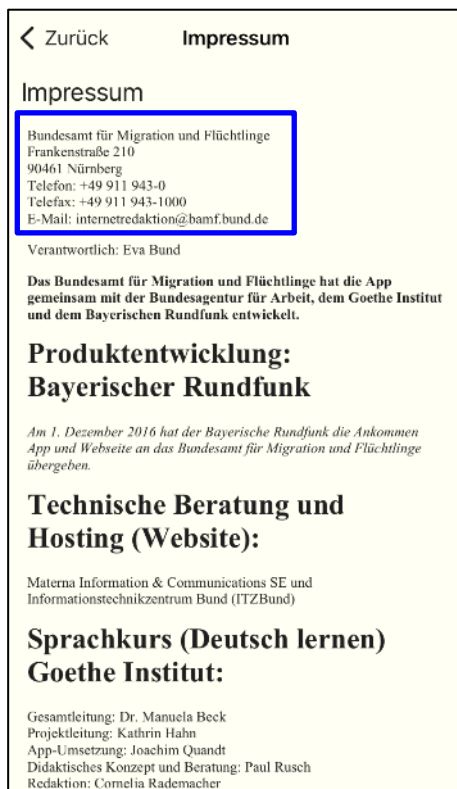 Zurück
Impressum
Impressum
Bundesamt für Migration und Flüchtlinge
Frankenstraße 210
90461 Nürnberg
Telefon: +49 911 943-0
Telefax: +49 911 943-1000
E-Mail: internetredaktion@bamf.bund.de
Verantwortlich: Eva Bund
Das Bundesamt für Migration und Flüchtlinge hat die App
gemeinsam mit der Bundesagentur für Arbeit, dem Goethe Institut
und dem Bayerischen Rundfunk entwickelt.
Produktentwicklung:
Bayerischer Rundfunk
Am 1. Dezember 2016 hat der Bayerische Rundfunk die Ankommen
App und Webseite an das Bundesamt für Migration und Flüchtlinge
übergeben.
Technische Beratung und
Hosting (Website):
Materna Information & Communications SE und
Informationstechnikzentrum Bund (ITZBund)
Sprachkurs (Deutsch lernen)
Goethe Institut:
Gesamtleitung: Dr. Manuela Beck
Projektleitung: Kathrin Hahn
App-Umsetzung: Joachim Quandt
Didaktisches Konzept und Beratung: Paul Rusch
Redaktion: Cornelia Rademacher